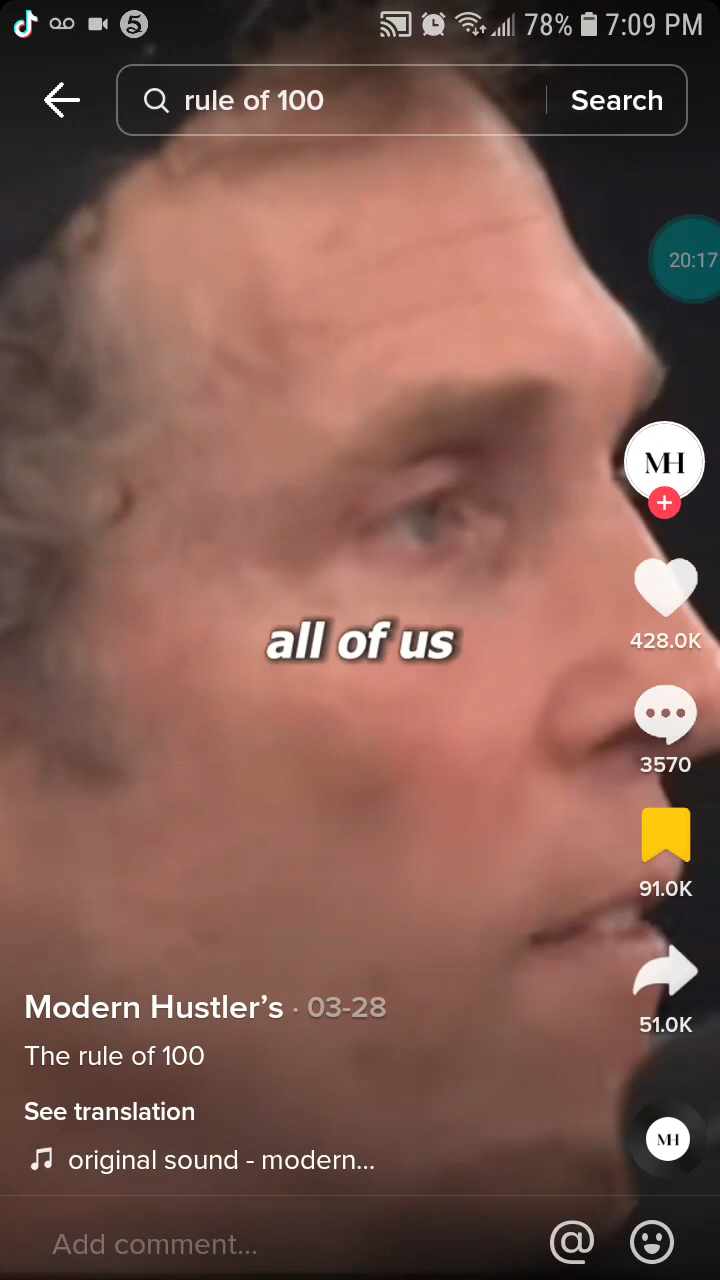 5 78% 7:09 PM
rule of 100 Search
20:17
MH
428.0K
all of us
3570
91.0K
Modern Hustler’s · 03-28
51.0K
The rule of 100
See translation
original sound - modern...
MH
Add comment...
@